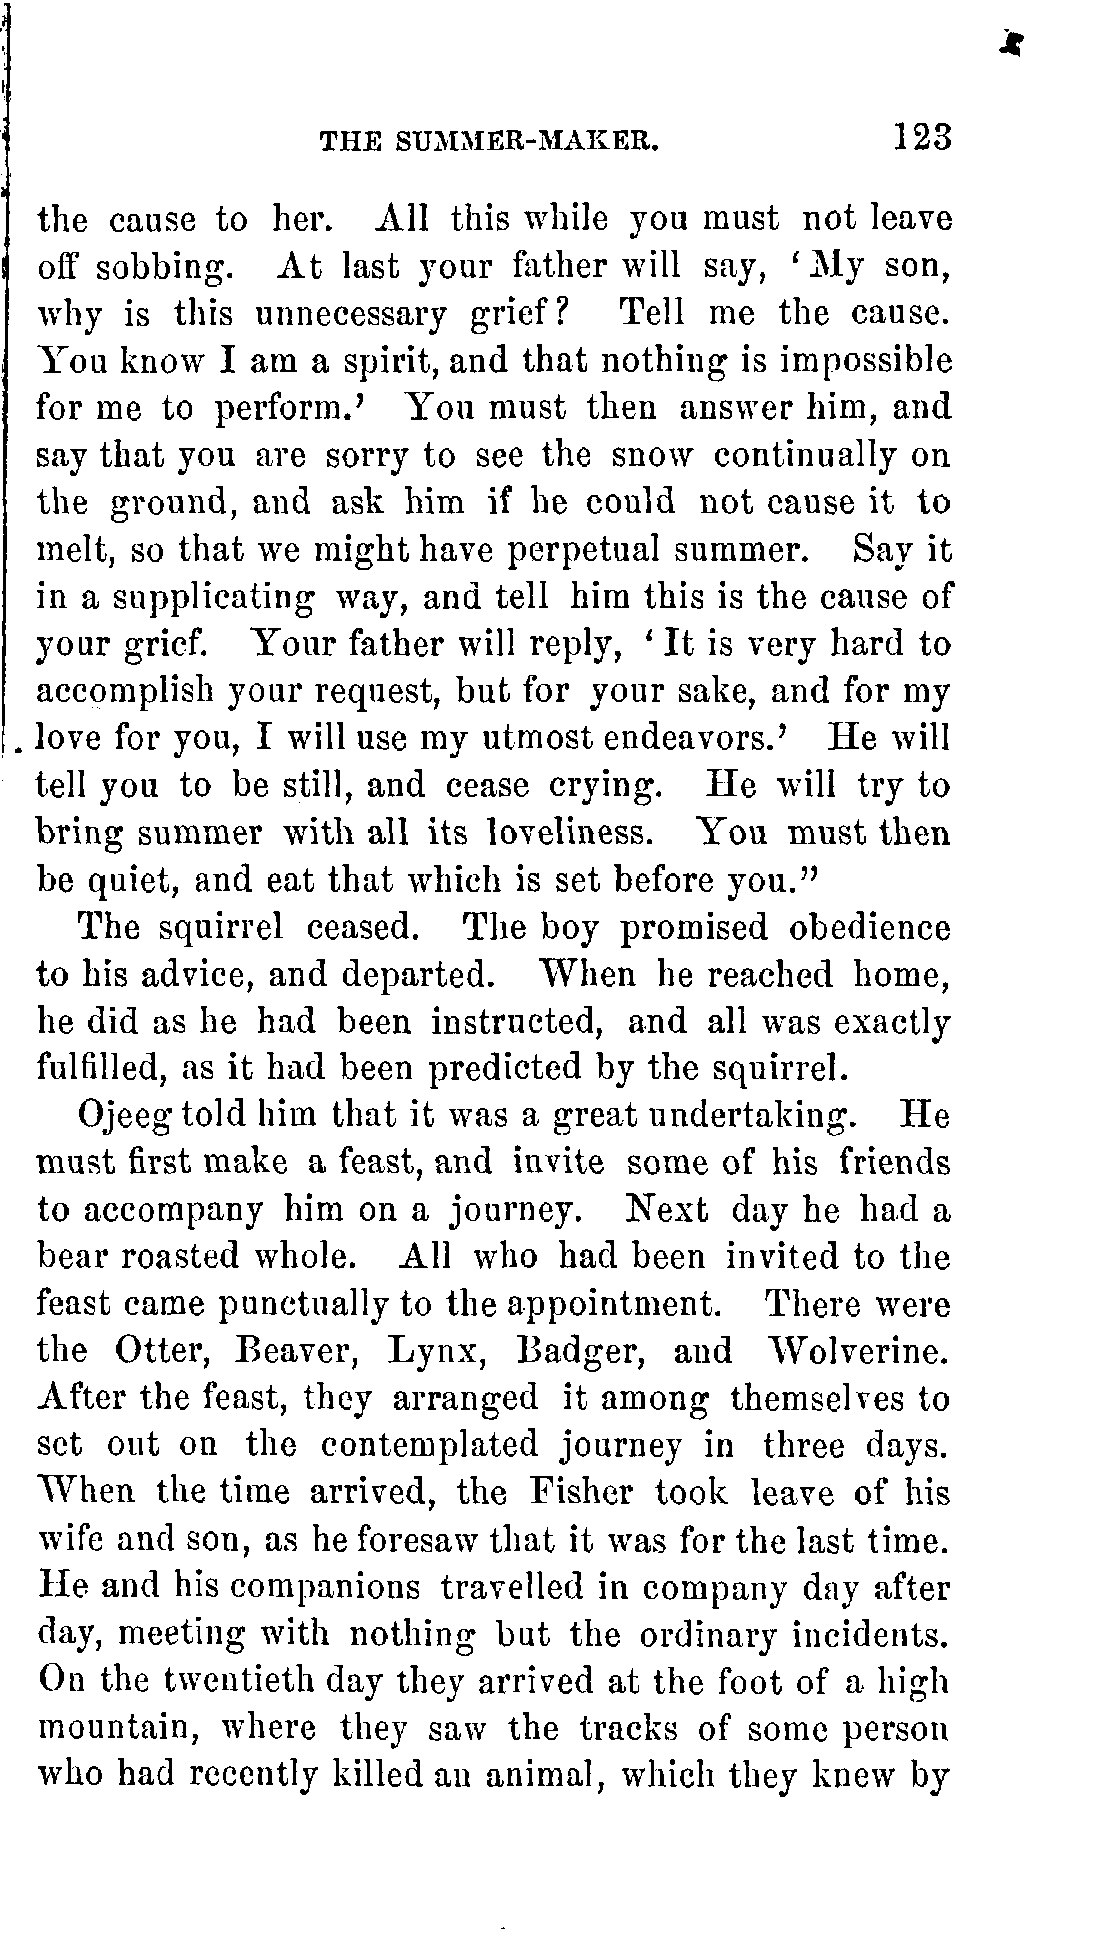 THE SUMMER-MAKER. 123
the cause to her. All this while you must not leave
off sobbing. At last your father will say, ‘My son,
why is this unnecessary grief? Tell me the cause.
You know I am a spirit, and that nothing is impossible
for me to perform.’ You must then answer him, and
say that you are sorry to see the snow continually on
the ground, and ask him if he could not cause it to
melt, so that we might have perpetual summer. Say it
in a supplicating way, and tell him this is the cause of
your grief. Your father will reply, ‘It is very hard to
accomplish your request, but for your sake, and for my
love for you, I will use my utmost endeavors.’ He will
tell you to be still, and cease crying. He will try to
bring summer with all its loveliness. You must then
be quiet, and eat that which is set before you.”
The squirrel ceased. The boy promised obedience
to his advice, and departed. When he reached home,
he did as he had been instructed, and all was exactly
fulfilled, as it had been predicted by the squirrel.
Ojeeg told him that it was a great undertaking. He
must first make a feast, and invite some of his friends
to accompany him on a journey. Next day he had a
bear roasted whole. All who had been invited to the
feast came punctually to the appointment. There were
the Otter, Beaver, Lynx, Badger, and Wolverine.
After the feast, they arranged it among themselves to
set out on the contemplated journey in three days.
When the time arrived, the Fisher took leave of his
wife and son, as he foresaw that it was for the last time.
He and his companions travelled in company day after
day, meeting with nothing but the ordinary incidents.
On the twentieth day they arrived at the foot of a high
mountain, where they saw the tracks of some person
who had recently killed an animal, which they knew by